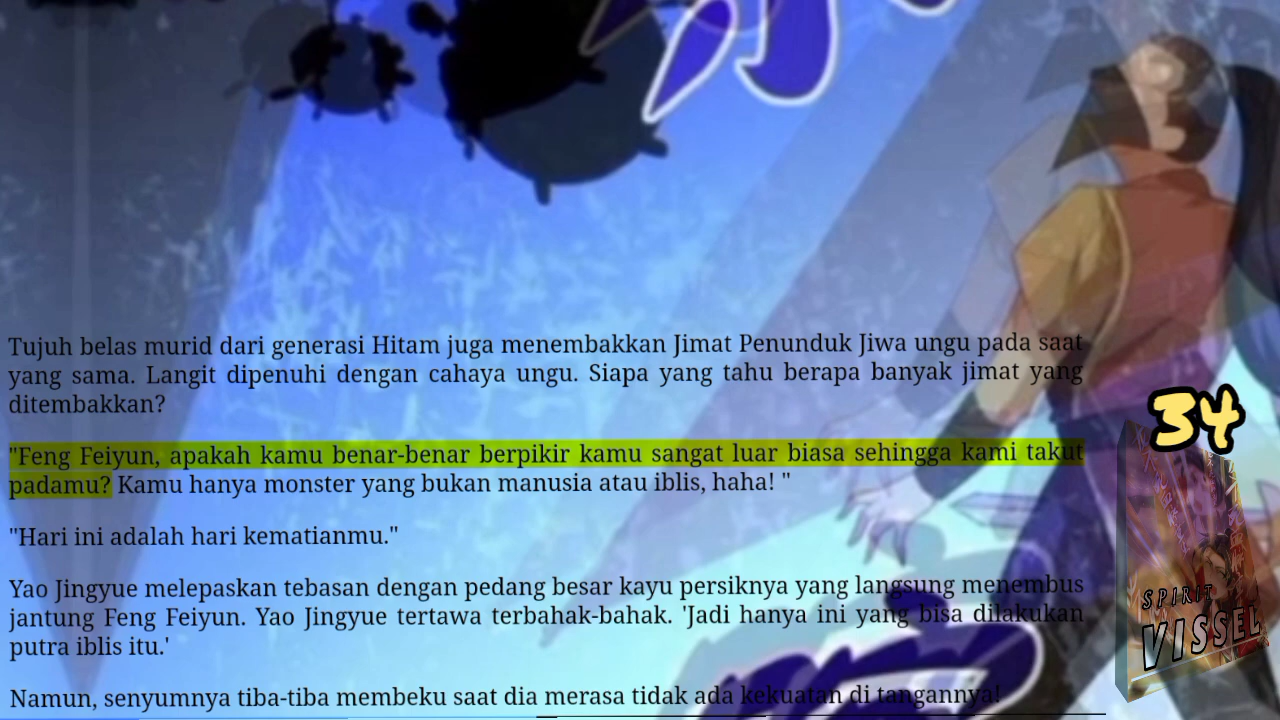 Tujuh belas murid dari generasi Hitam juga menembakkan Jimat Penunduk Jiwa ungu pada saat
yang sama. Langit dipenuhi dengan cahaya ungu. Siapa yang tahu berapa banyak jimat yang
ditembakkan?
"Feng Feiyun, apakah kamu benar-benar berpikir kamu sangat luar biasa sehingga kami takut
padamu? Kamu hanya monster yang bukan manusia atau iblis, haha! "
"Hari ini adalah hari kematianmu."
Yao Jingyue melepaskan tebasan dengan pedang besar kayu persiknya yang langsung menembus
jantung Feng Feiyun. Yao Jingyue tertawa terbahak-bahak. 'Jadi hanya ini yang bisa dilakukan
putra iblis itu.'
Namun, senyumnya tiba-tiba membeku saat dia merasa tidak ada kekuatan di tangannya!
34
SPIRIT
VISSEL